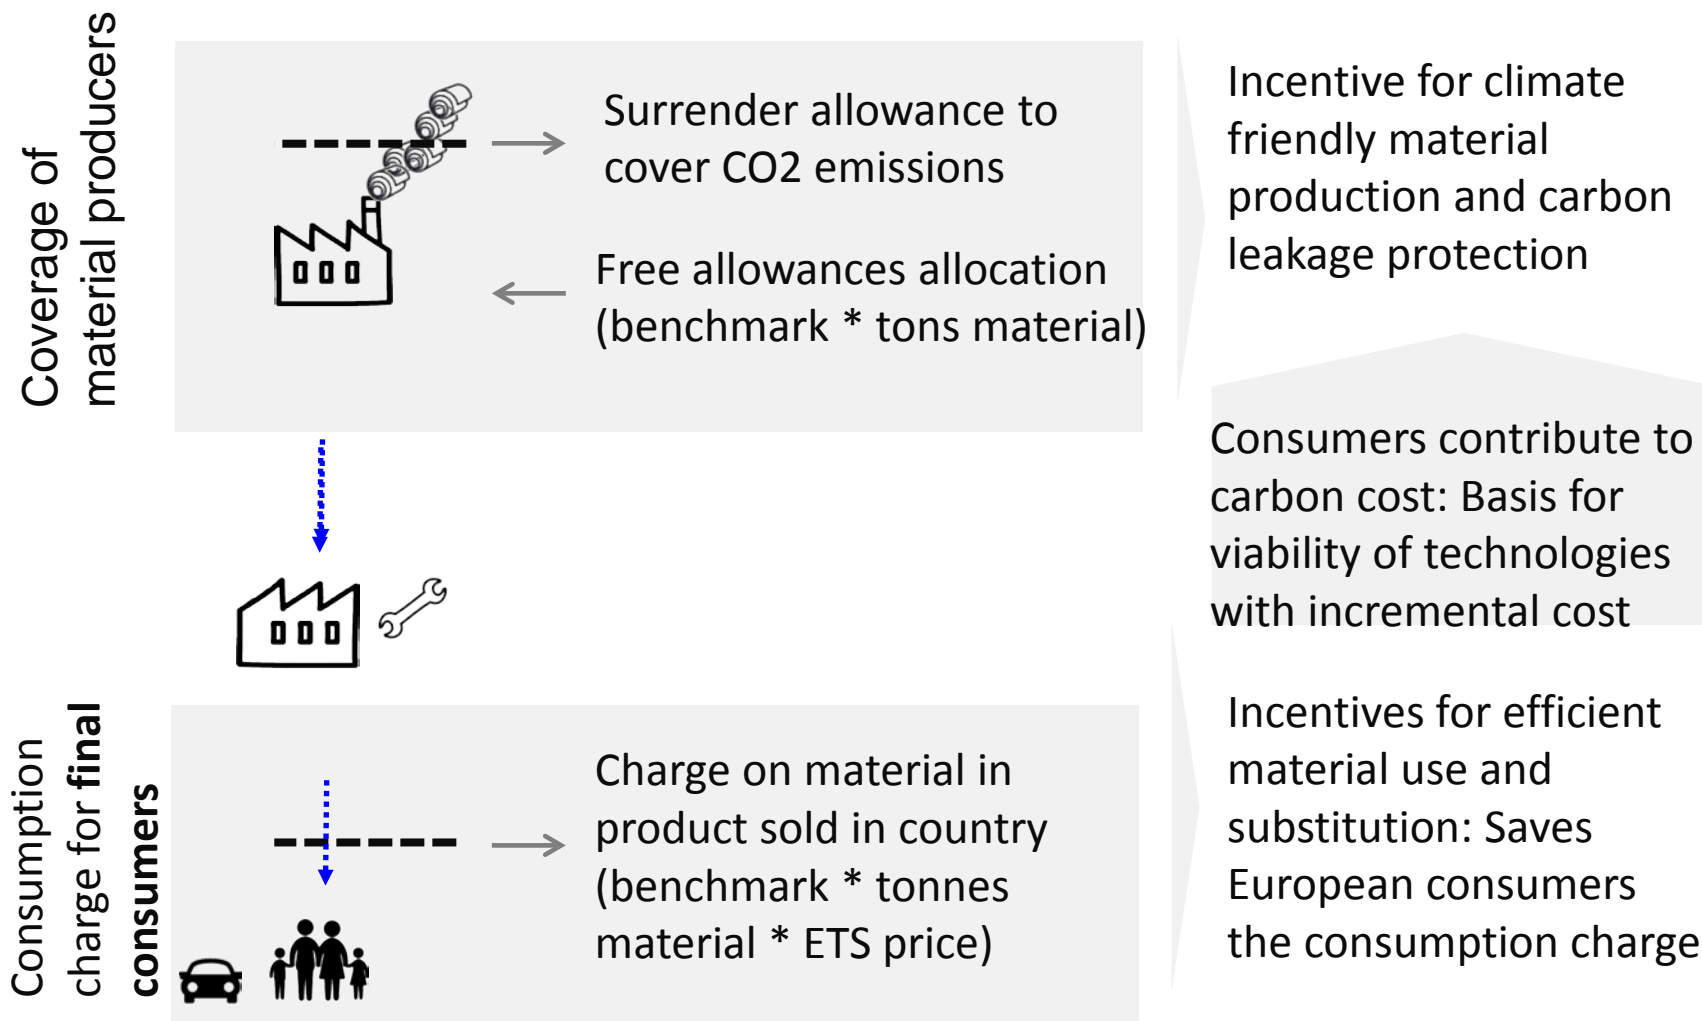 Coverage of
material producers
Surrender allowance to
cover CO2 emissions
Free allowances allocation
(benchmark * tons material)
Incentive for climate
friendly material
production and carbon
leakage protection
Consumers contribute to
carbon cost: Basis for
viability of technologies
with incremental cost
Consumption
charge for final
consumers
Charge on material in
product sold in country
(benchmark * tonnes
material * ETS price)
Incentives for efficient
material use and
substitution: Saves
European consumers
the consumption charge